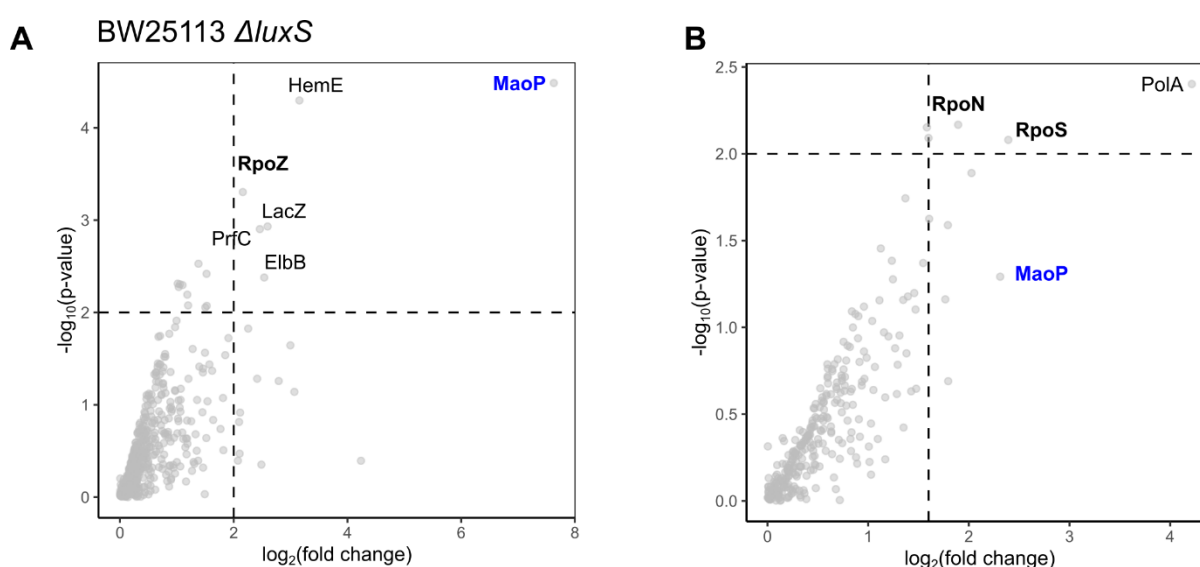 A
BW25113 ΔluxS
HemE
MaoP
RpoZ
LacZ
PrfC
ElbB
4
3
2
1
0
-log10(p-value)
0 2 4 6 8
log2(fold change)
B
2.5
PolA
RpoN
RpoS
2.0
1.5
MaoP
1.0
0.5
0.0
-log10(p-value)
0 1 2 3 4
log2(fold change)